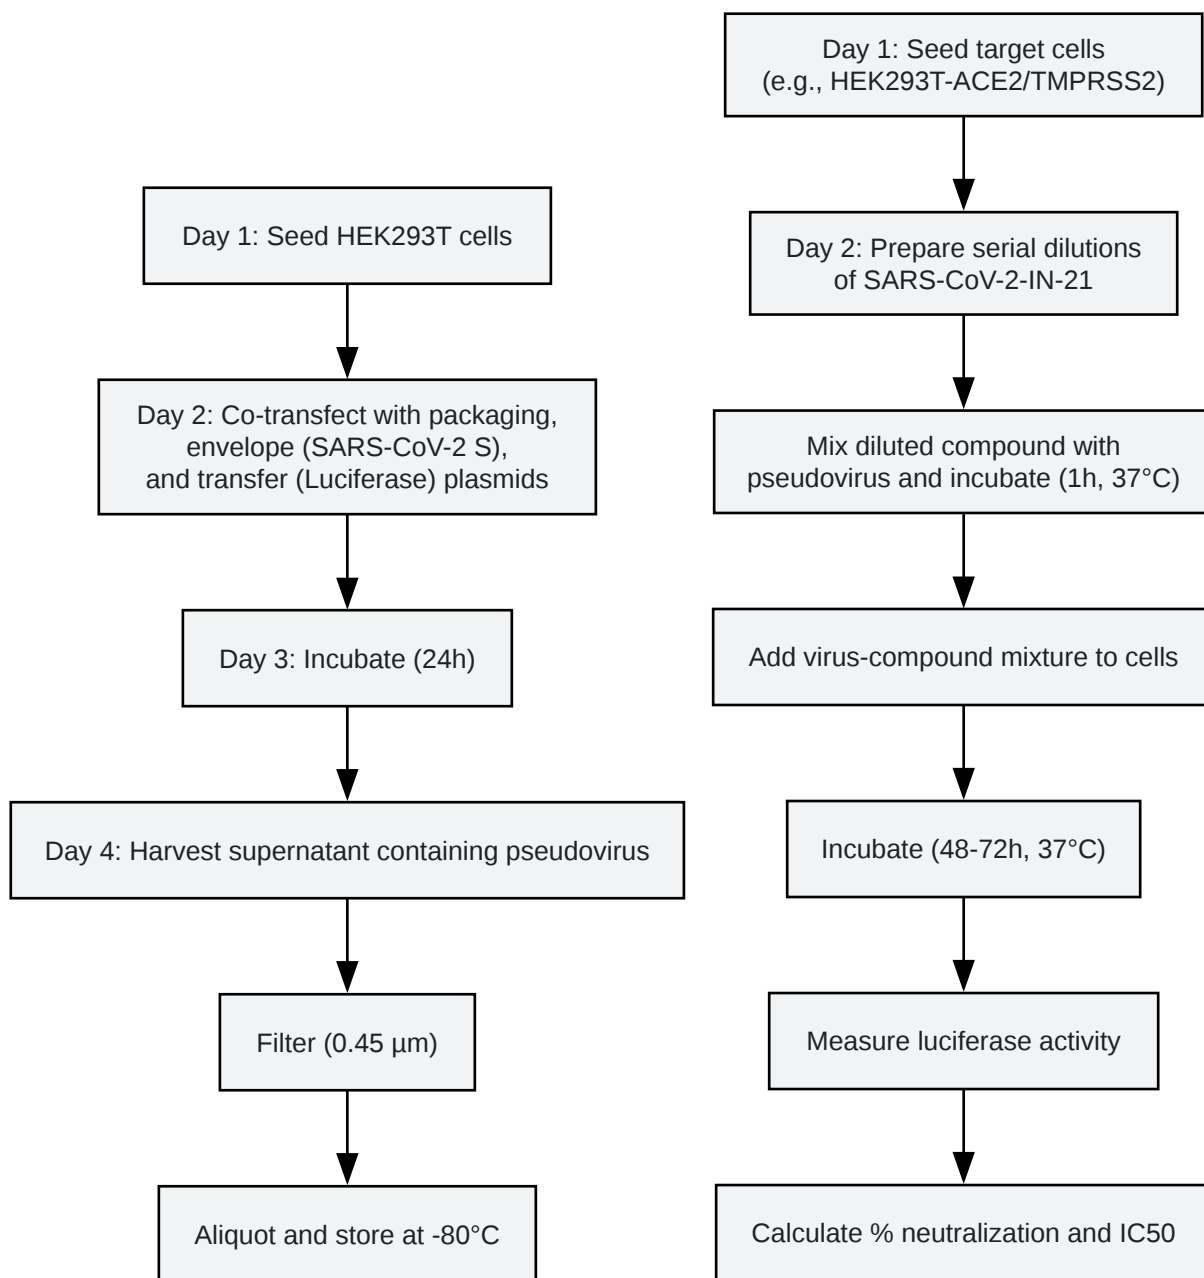 Day 1: Seed HEK293T cells
Day 2: Co-transfect with packaging,
envelope (SARS-CoV-2 S),
and transfer (Luciferase) plasmids
Day 3: Incubate (24h)
Day 4: Harvest supernatant containing pseudovirus
Filter (0.45 µm)
Aliquot and store at -80°C
Day 1: Seed target cells
(e.g., HEK293T-ACE2/TMPRSS2)
Day 2: Prepare serial dilutions
of SARS-CoV-2-IN-21
Mix diluted compound with
pseudovirus and incubate (1h, 37°C)
Add virus-compound mixture to cells
Incubate (48-72h, 37°C)
Measure luciferase activity
Calculate % neutralization and IC50